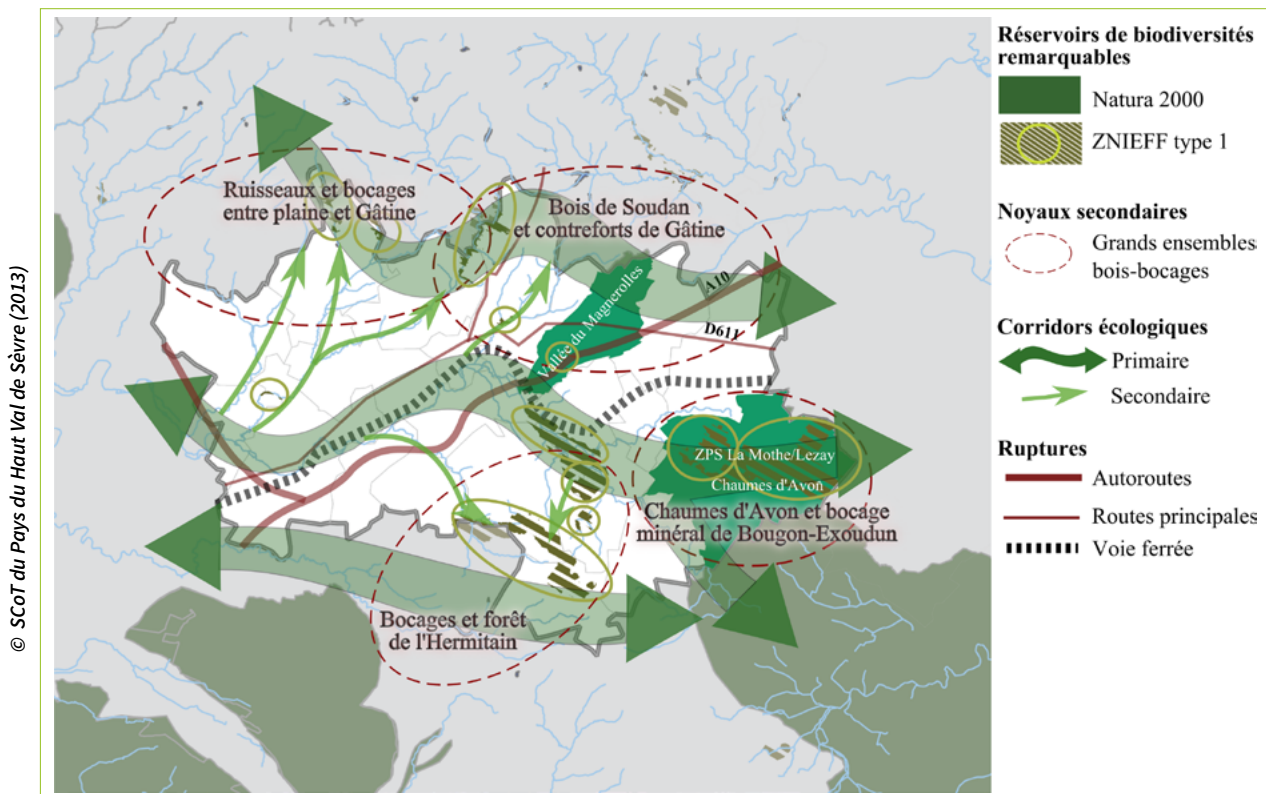 © SCoT du Pays du Haut Val de Sèvre (2013)
Ruisseaux et bocages
entre plaine et Gâtine
Bois de Soudan
et contreforts de Gâtine
Vallée du Magnerolles
A10
D611
ZPS La Mothe/Lezay
Chaumes d'Avon
Chaumes d'Avon et bocage
minéral de Bougon-Exoudun
Bocages et forêt
de l'Hermitain
Réservoirs de biodiversités
remarquables
Natura 2000
ZNIEFF type 1
Noyaux secondaires
Grands ensembles
bois-bocages
Corridors écologiques
Primaire
Secondaire
Ruptures
Autoroutes
Routes principales
Voie ferrée